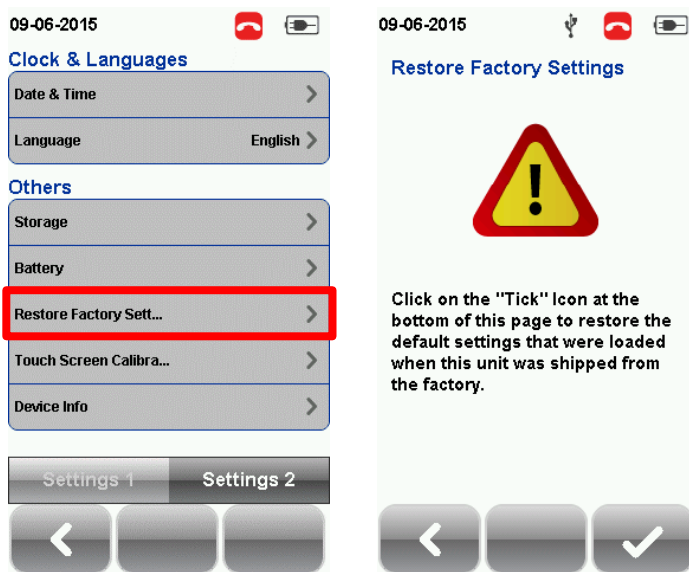 09-06-2015
Clock & Languages
Date & Time
Language English
Others
Storage
Battery
Restore Factory Sett...
Touch Screen Calibra...
Device Info
Settings 1 Settings 2
09-06-2015
Restore Factory Settings
!
Click on the "Tick" Icon at the
bottom of this page to restore the
default settings that were loaded
when this unit was shipped from
the factory.